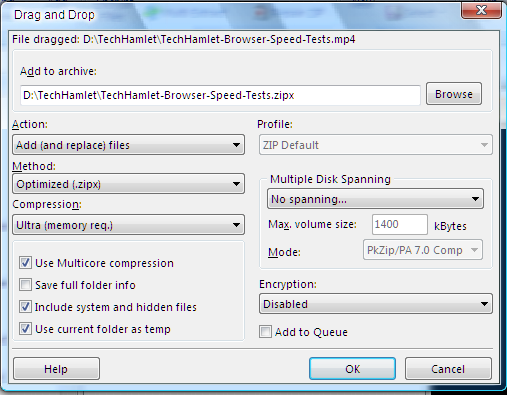 Drag and Drop
File dragged: D:\TechHamlet\TechHamlet-Browser-Speed-Tests.mp4
Add to archive:
D:\TechHamlet\TechHamlet-Browser-Speed-Tests.zipx
Browse
Action:
Add (and replace) files
Method:
Optimized (.zipx)
Compression:
Ultra (memory req.)
Use Multicore compression
Save full folder info
Include system and hidden files
Use current folder as temp
Profile:
ZIP Default
Multiple Disk Spanning
No spanning...
Max. volume size: 1400 kBytes
Mode: PkZip/PA 7.0 Comp
Encryption:
Disabled
Add to Queue
Help
OK
Cancel